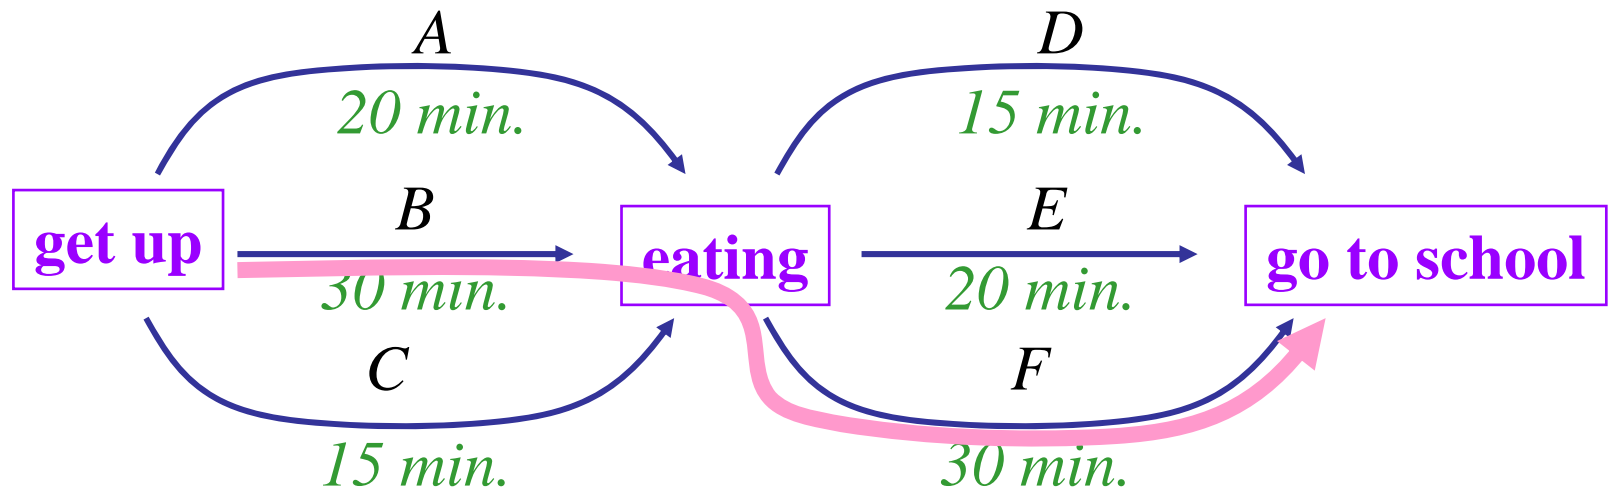 A
D
20 min.
15 min.
B
E
get up
eating
go to school
30 min.
20 min.
C
F
15 min.
30 min.